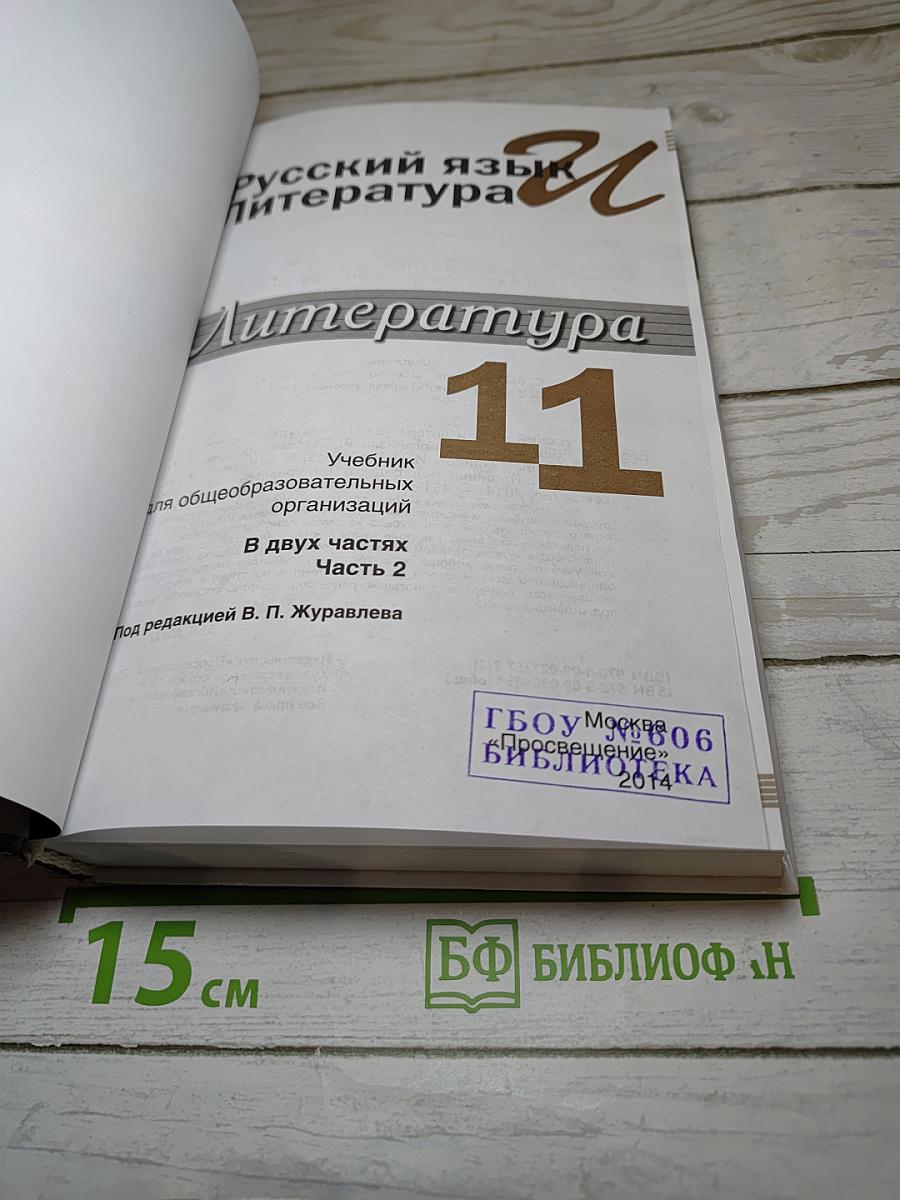 Русский язык и
Литература
Литература
11
Учебник
для общеобразовательных
организаций
В двух частях
Часть 2
Под редакцией В. П. Журавлева
Москва
«Просвещение»
2014
ГБОУ №606
БИБЛИОТЕКА
15 см
БФ БИБЛИОФ